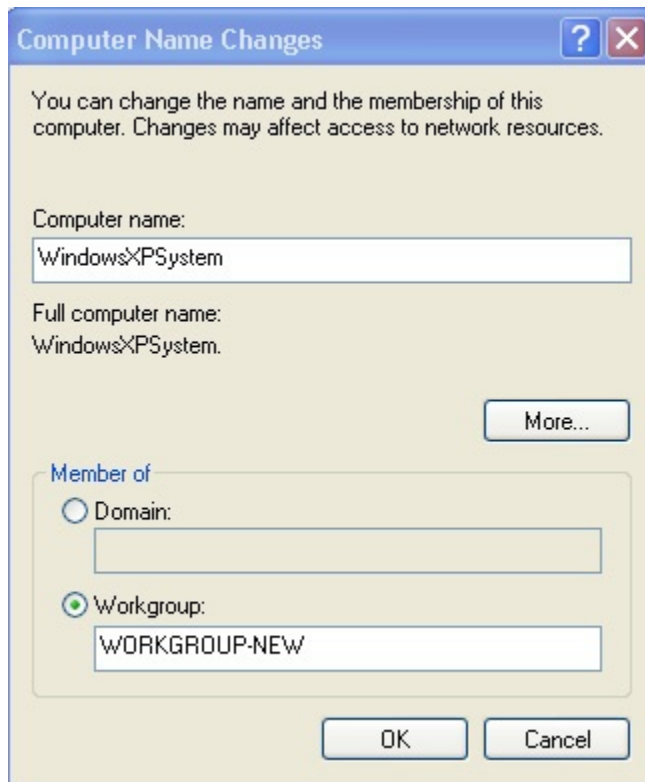 Computer Name Changes
?
You can change the name and the membership of this
computer. Changes may affect access to network resources.
Computer name:
WindowsXPSystem
Full computer name:
WindowsXPSystem.
More...
Member of
Domain:
Workgroup:
WORKGROUP-NEW
OK Cancel